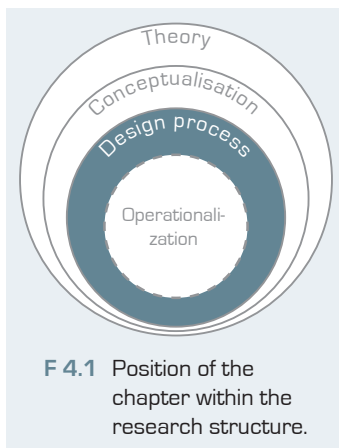 Theory
Conceptualisation
Design process
Operationali-
zation
F 4.1 Position of the
chapter within the
research structure.